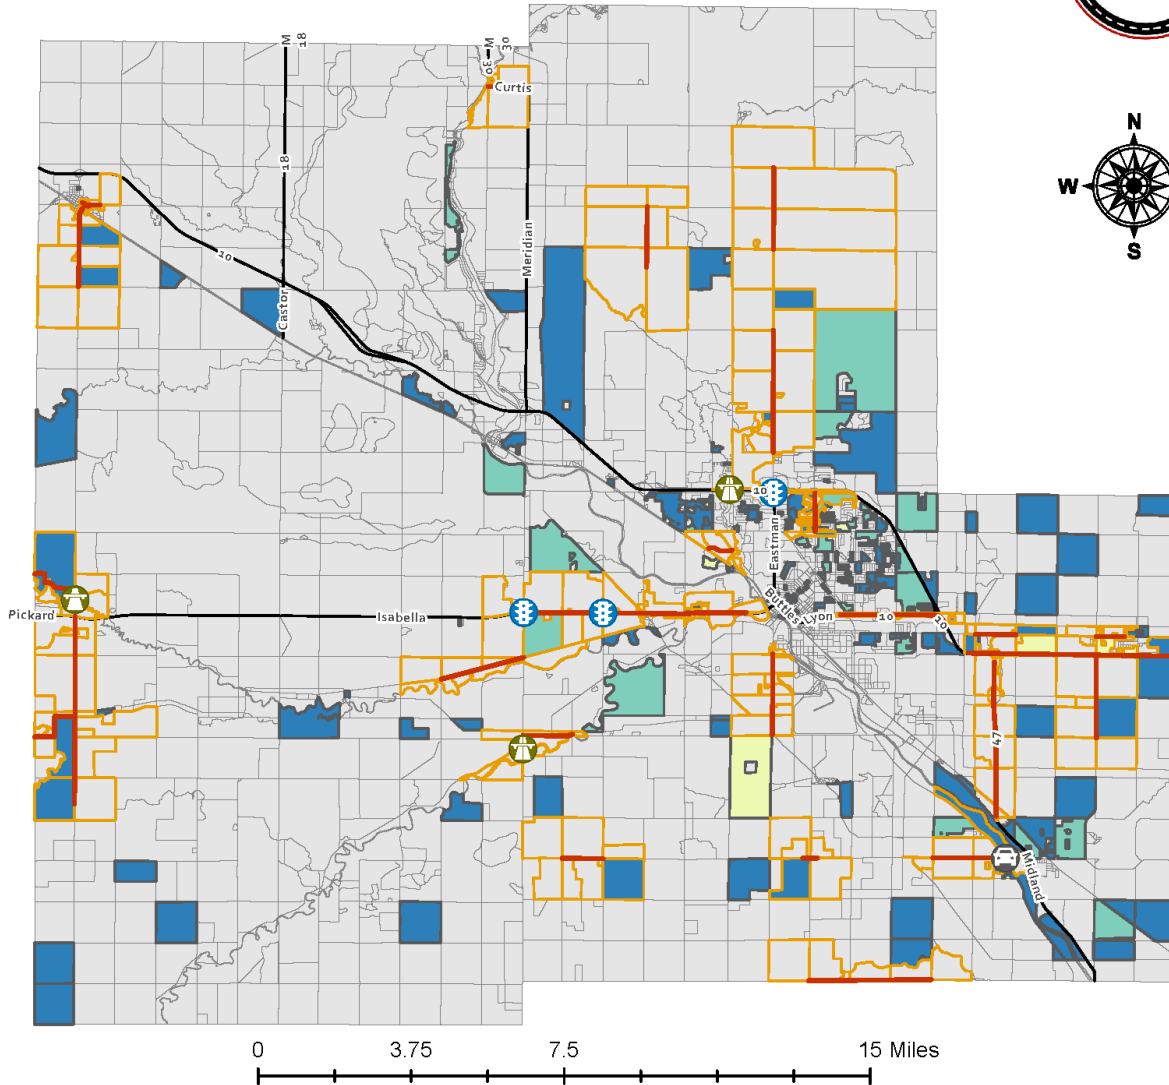 M 18
M 30
30
Curtis
18
10
Meridian
Castor
N
W
S
10
Eastman
Pickard
Isabella
Buttles
Lyon
10
10
47
Midland
0 3.75 7.5 15 Miles